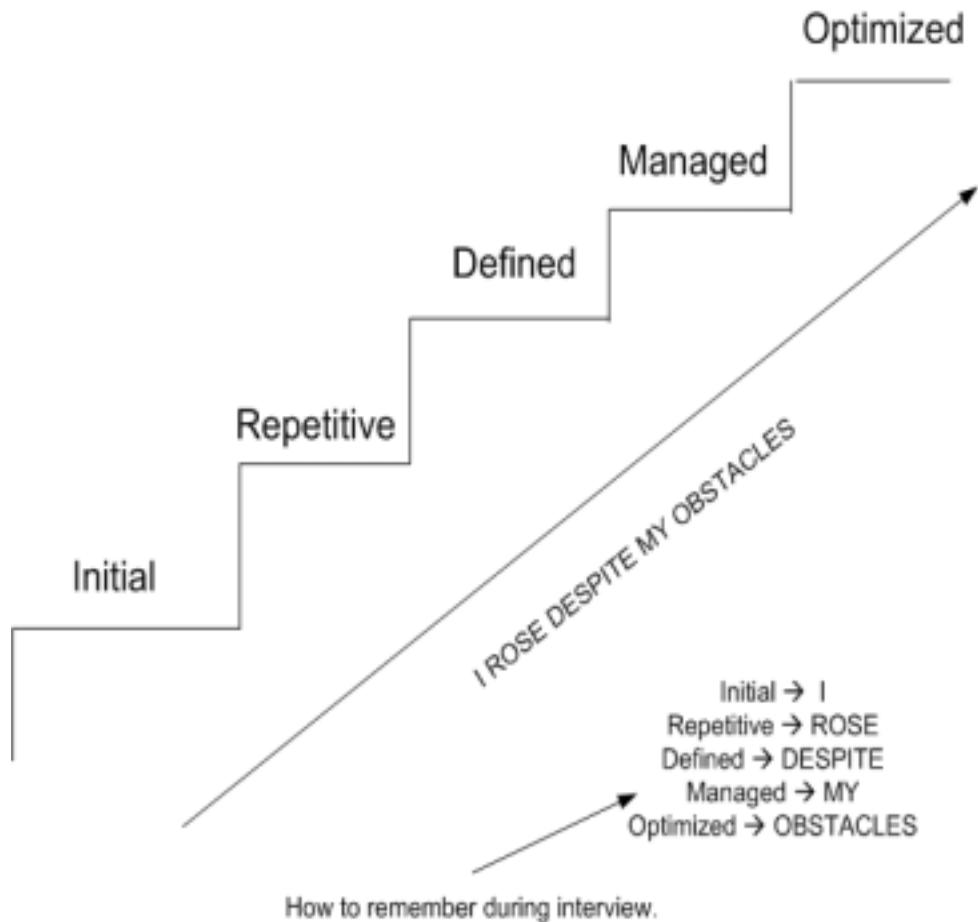 Optimized
Managed
Defined
Repetitive
Initial
I ROSE DESPITE MY OBSTACLES
Initial → I
Repetitive → ROSE
Defined → DESPITE
Managed → MY
Optimized → OBSTACLES
How to remember during interview.